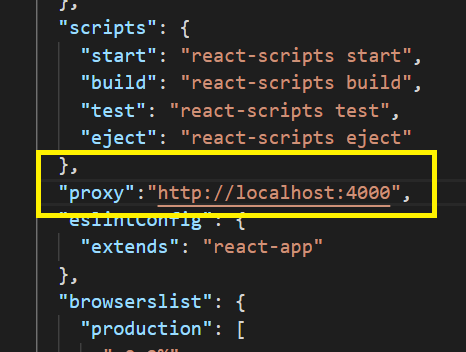 },
"scripts": {
"start": "react-scripts start",
"build": "react-scripts build",
"test": "react-scripts test",
"eject": "react-scripts eject"
},
"proxy":"http://localhost:4000",
"eslintConfig": {
"extends": "react-app"
},
"browserslist": {
"production": [